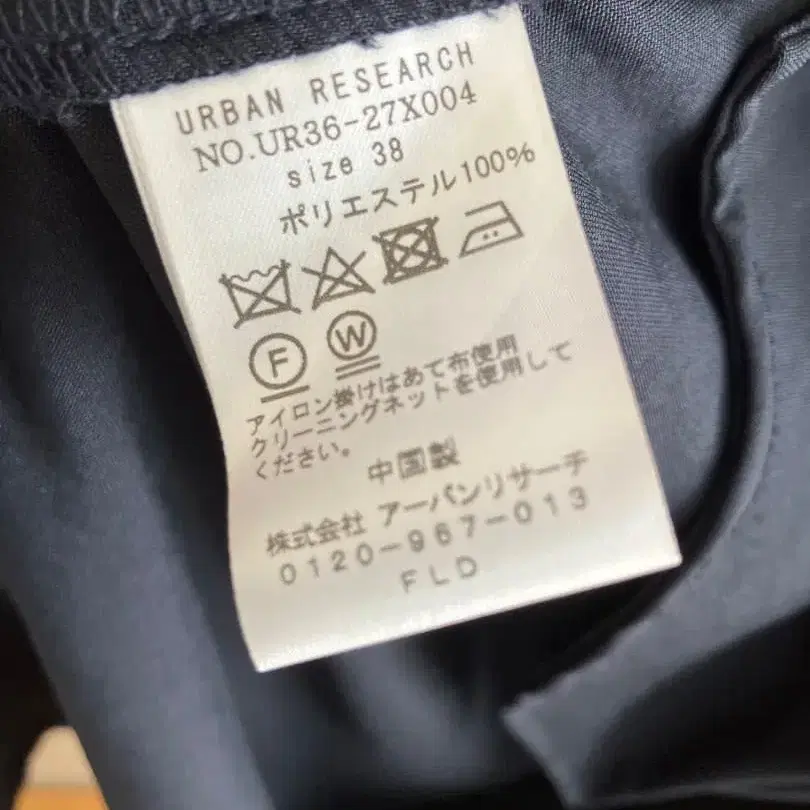 URBAN RESEARCH
NO.UR36-27X004
size 38
ポリエステル100%
F W
アイロン掛けはあて布使用
クリーニングネットを使用して
ください。
中国製
株式会社 アーバンリサーチ
0120-967-013
FLD